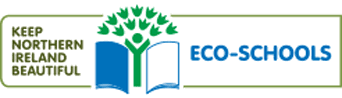 KEEP
NORTHERN
IRELAND
BEAUTIFUL
ECO-SCHOOLS